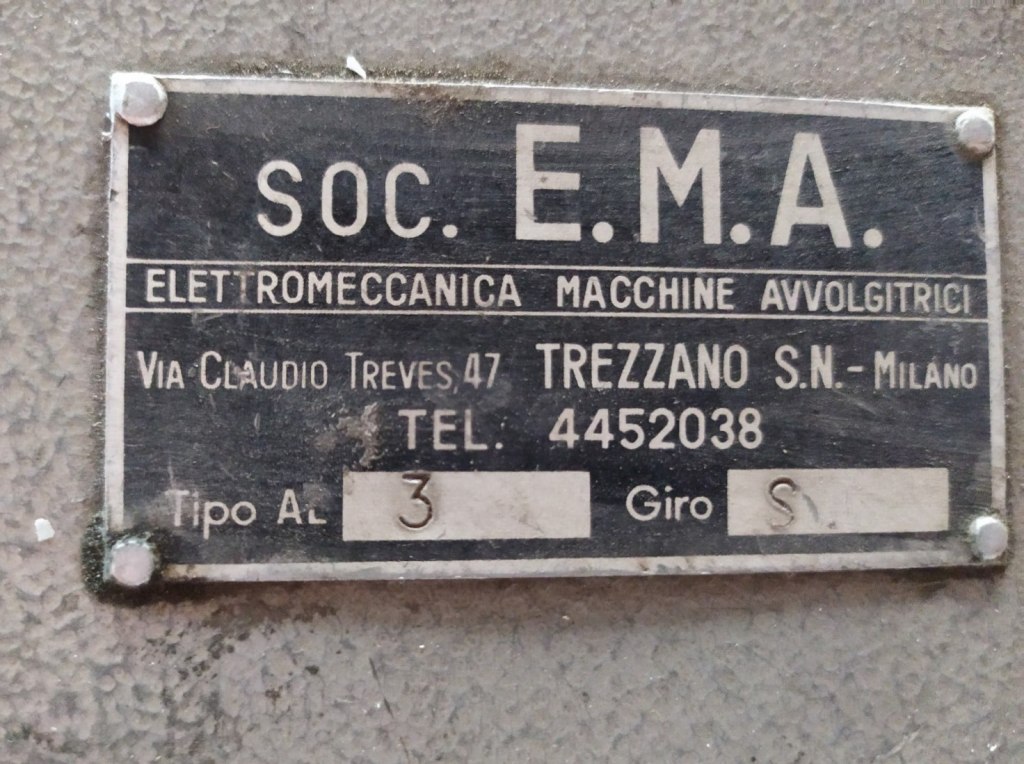 SOC. E.M.A.
ELETTROMECCANICA MACCHINE AVVOLGITRICI
VIA CLAUDIO TREVES, 47 TREZZANO S.N. - MILANO
TEL. 4452038
Tipo AL 3 Giro S.